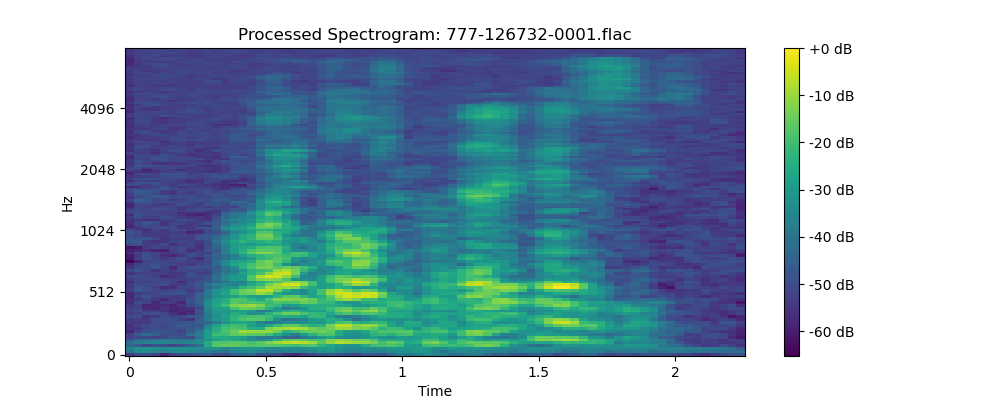 Processed Spectrogram: 777-126732-0001.flac
+0 dB
-10 dB
-20 dB
-30 dB
-40 dB
-50 dB
-60 dB
4096
2048
1024
512
0
Hz
0
0.5
1
1.5
2
Time